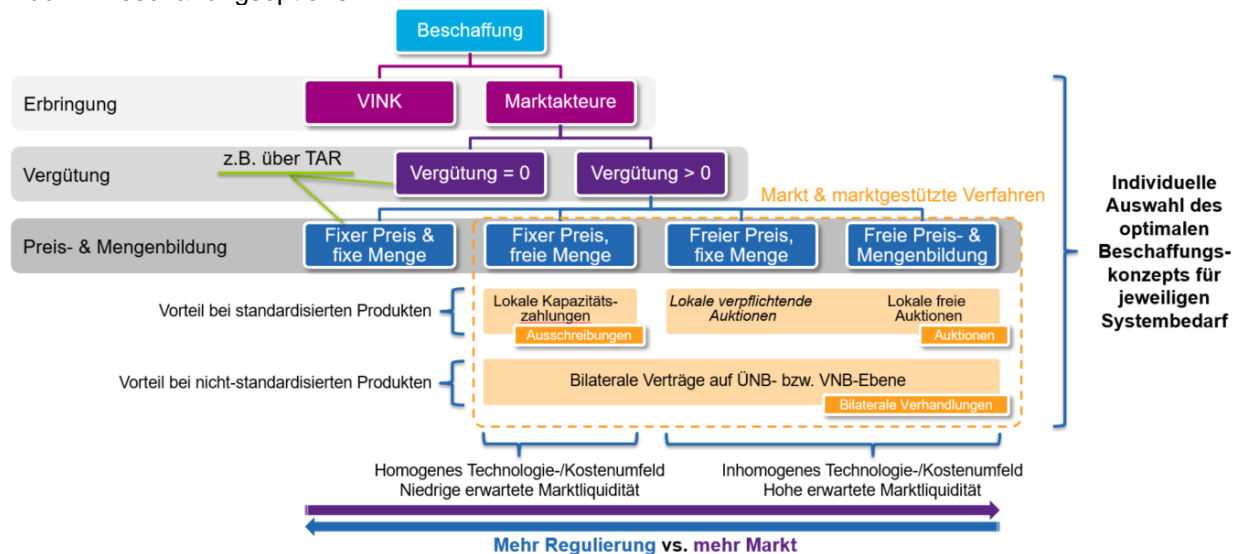 Beschaffung
Erbringung
VINK
Marktakteure
z.B. über TAR
Vergütung
Vergütung = 0
Vergütung > 0
Markt & marktgestützte Verfahren
Preis- & Mengenbildung
Fixer Preis &
fixe Menge
Fixer Preis,
freie Menge
Freier Preis,
fixe Menge
Freie Preis- &
Mengenbildung
Individuelle
Auswahl des
optimalen
Beschaffungs-
konzepts für
jeweiligen
Systembedarf
Vorteil bei standardisierten Produkten
Lokale Kapazitäts-
zahlungen
Ausschreibungen
Lokale verpflichtende
Auktionen
Lokale freie
Auktionen
Auktionen
Vorteil bei nicht-standardisierten Produkten
Bilaterale Verträge auf ÜNB- bzw. VNB-Ebene
Bilaterale Verhandlungen
Homogenes Technologie-/Kostenumfeld
Niedrige erwartete Marktliquidität
Inhomogenes Technologie-/Kostenumfeld
Hohe erwartete Marktliquidität
Mehr Regulierung vs. mehr Markt